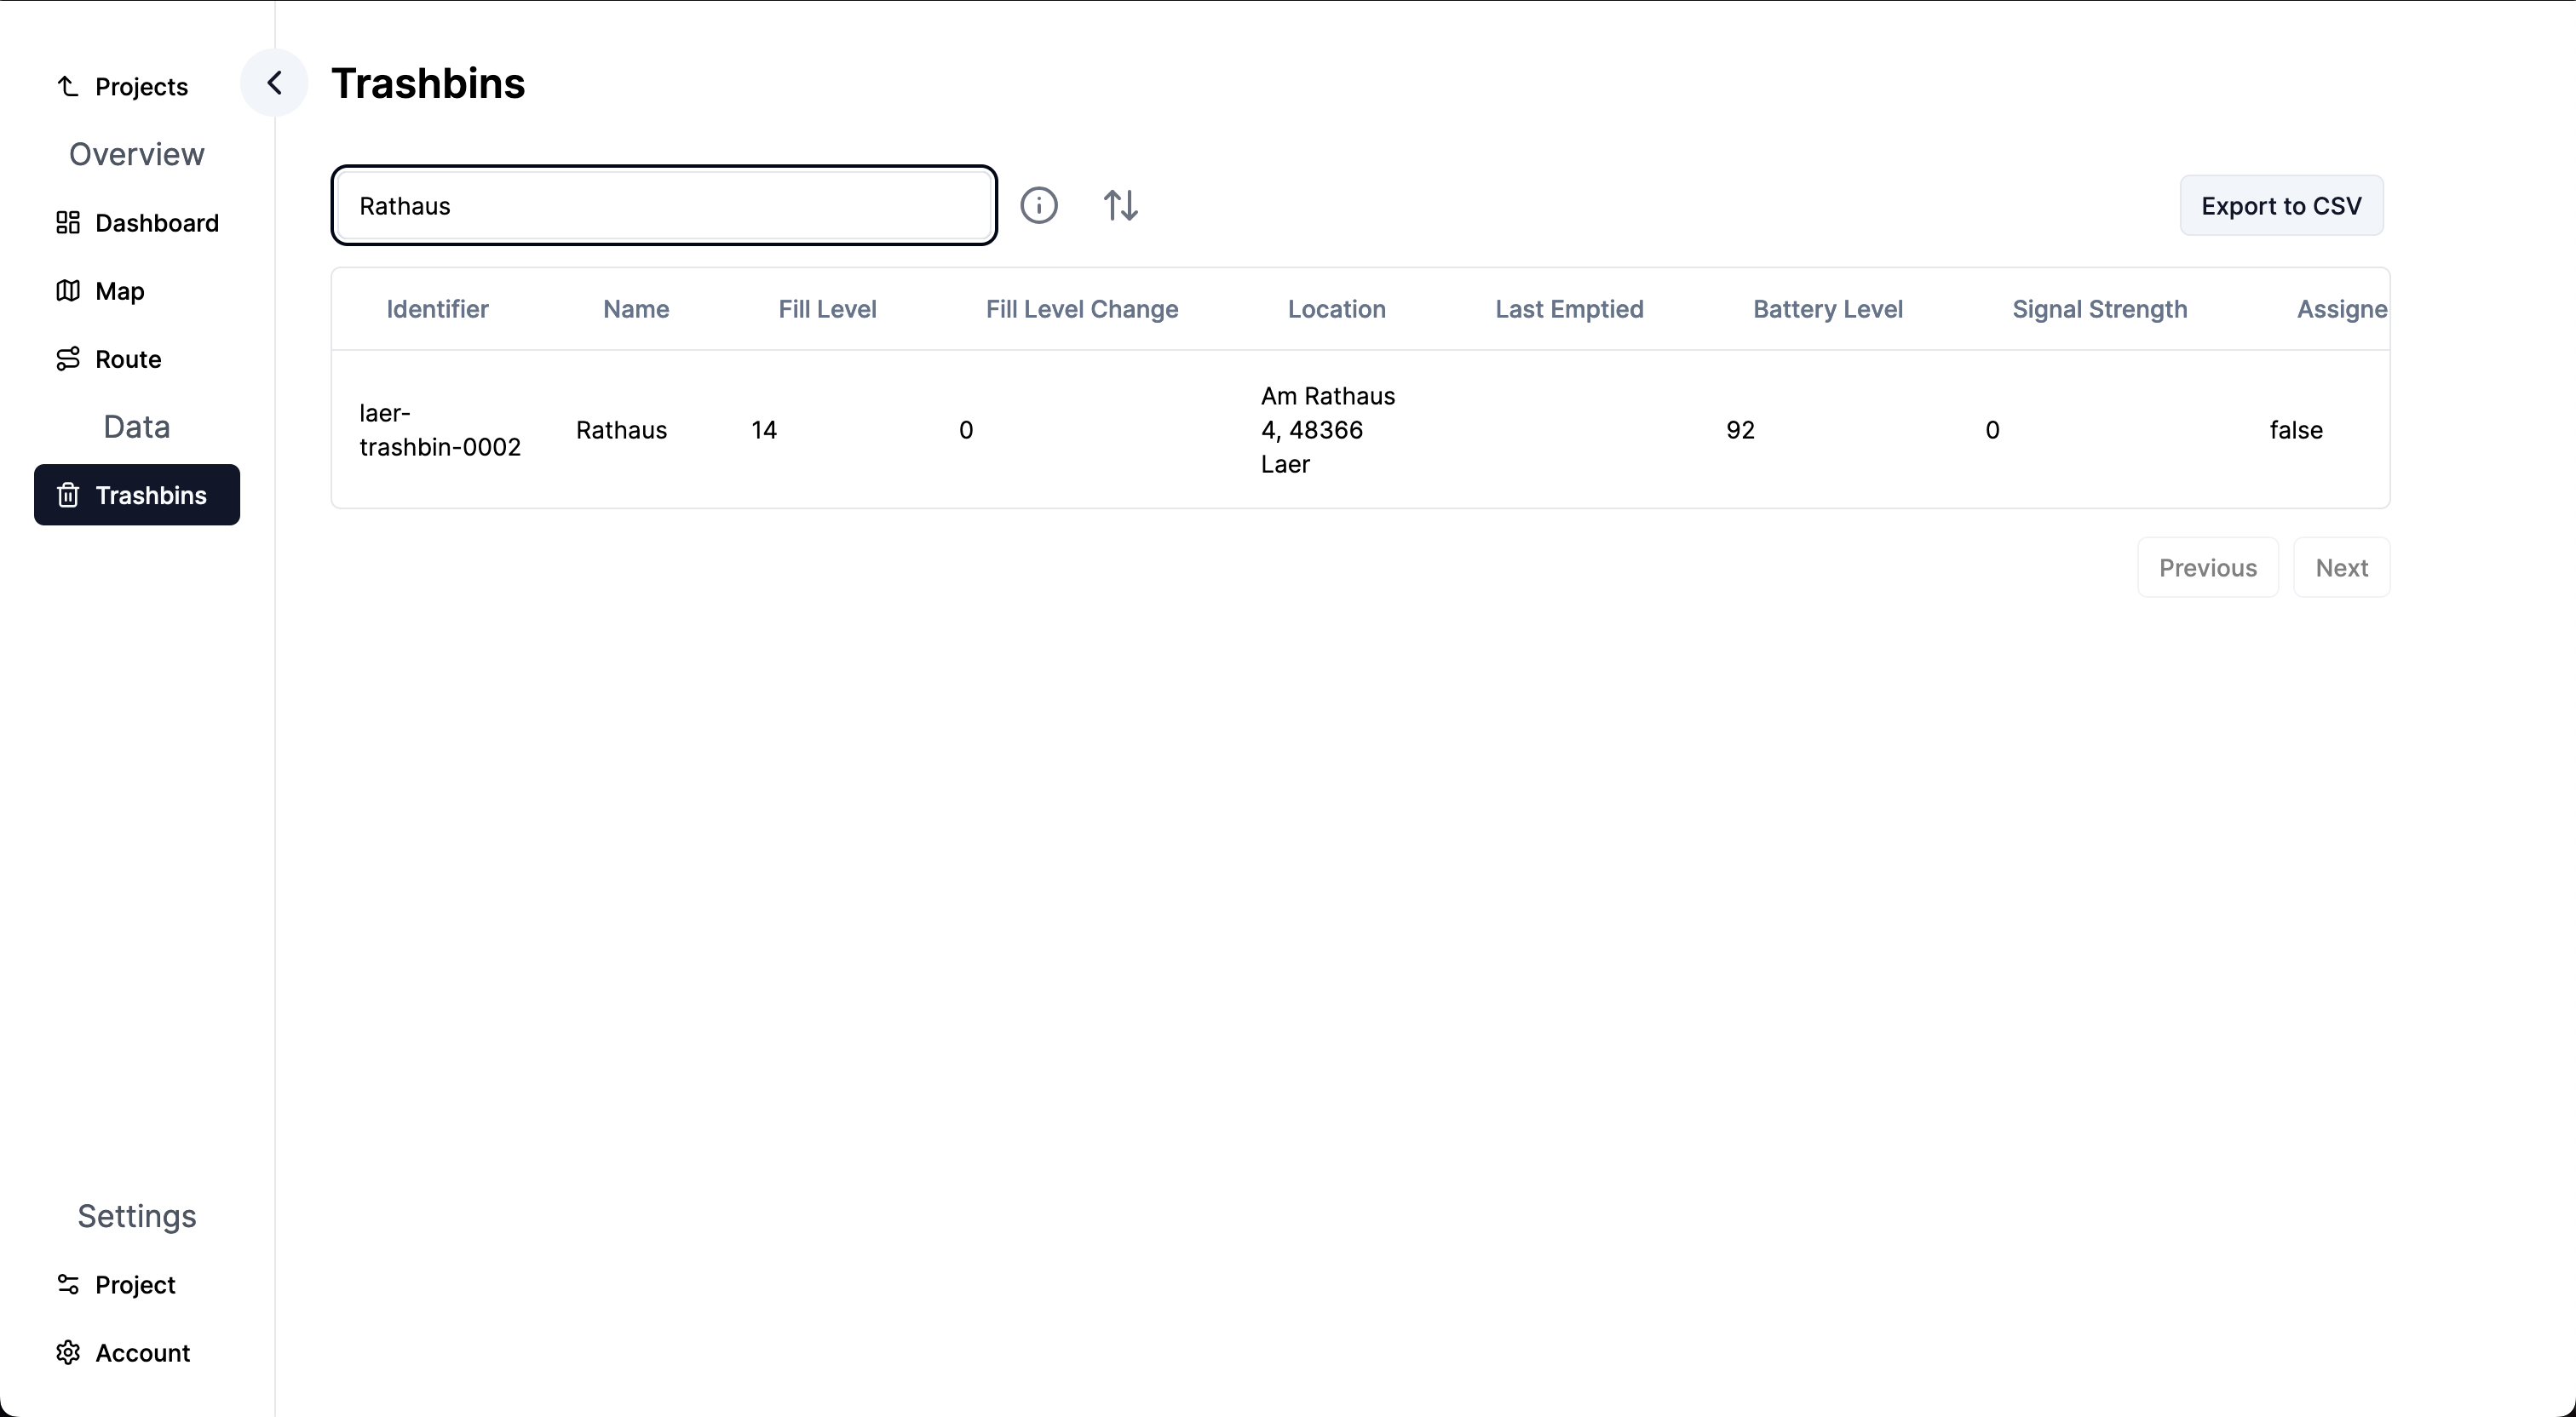 Projects
Overview
Dashboard
Map
Route
Data
Trashbins
Settings
Project
Account
Trashbins
Rathaus
Export to CSV
Identifier Name Fill Level Fill Level Change Location Last Emptied Battery Level Signal Strength Assigne
laer-
trashbin-0002
Rathaus
14
0
Am Rathaus
4, 48366
Laer
92
0
false
Previous
Next